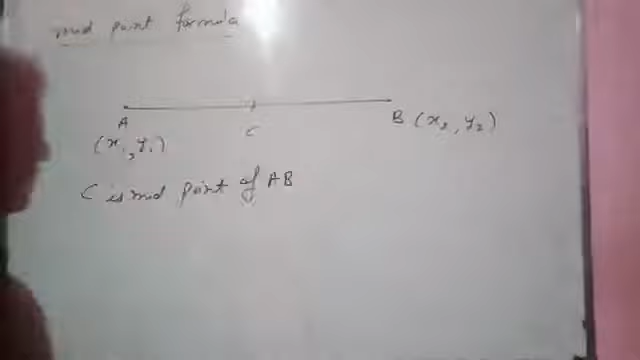 mid point formula
A C B (x₂, y₂)
(x₁, y₁)
C is mid point of AB